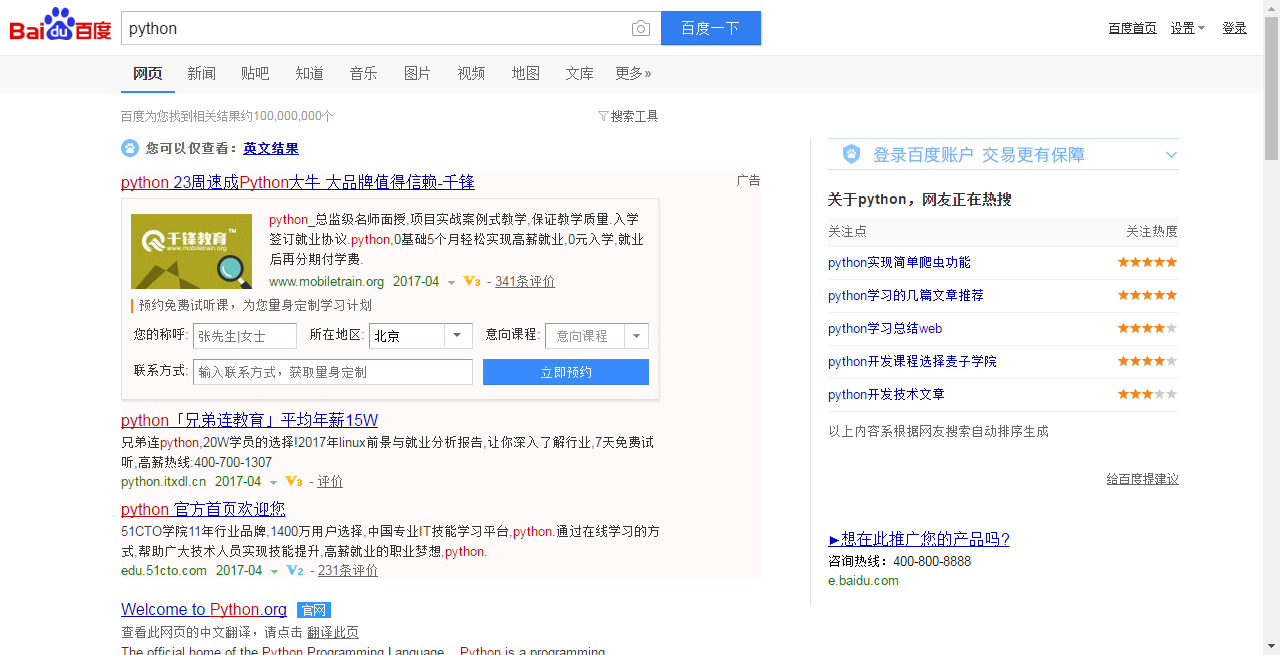 Bai du 百度
python
百度一下
百度首页 设置 登录
网页 新闻 贴吧 知道 音乐 图片 视频 地图 文库 更多»
百度为您找到相关结果约100,000,000个
搜索工具
您可以仅查看：英文结果
python 23周速成Python大牛 大品牌值得信赖-千锋
广告
千锋教育™
www.mobiletrain.org
python_总监级名师面授,项目实战案例式教学,保证教学质量.入学
签订就业协议.python,0基础5个月轻松实现高薪就业,0元入学,就业
后再分期付学费.
www.mobiletrain.org 2017-04 V3 - 341条评价
预约免费试听课，为您量身定制学习计划
您的称呼: 张先生|女士 所在地区: 北京 意向课程: 意向课程
联系方式: 输入联系方式，获取量身定制 立即预约
python「兄弟连教育」平均年薪15W
兄弟连python,20W学员的选择!2017年linux前景与就业分析报告,让你深入了解行业,7天免费试
听,高薪热线:400-700-1307
python.itxdl.cn 2017-04 V3 - 评价
python 官方首页欢迎您
51CTO学院11年行业品牌,1400万用户选择,中国专业IT技能学习平台,python.通过在线学习的方
式,帮助广大技术人员实现技能提升,高薪就业的职业梦想,python.
edu.51cto.com 2017-04 V2 - 231条评价
Welcome to Python.org 官网
查看此网页的中文翻译，请点击 翻译此页
The official home of the Python Programming Language... Python is a programming
登录百度账户 交易更有保障
关于python，网友正在热搜
关注点 关注热度
python实现简单爬虫功能 ★★★★★
python学习的几篇文章推荐 ★★★★★
python学习总结web ★★★★★
python开发课程选择麦子学院 ★★★★★
python开发技术文章 ★★★★★
以上内容系根据网友搜索自动排序生成
给百度提建议
►想在此推广您的产品吗?
咨询热线：400-800-8888
e.baidu.com